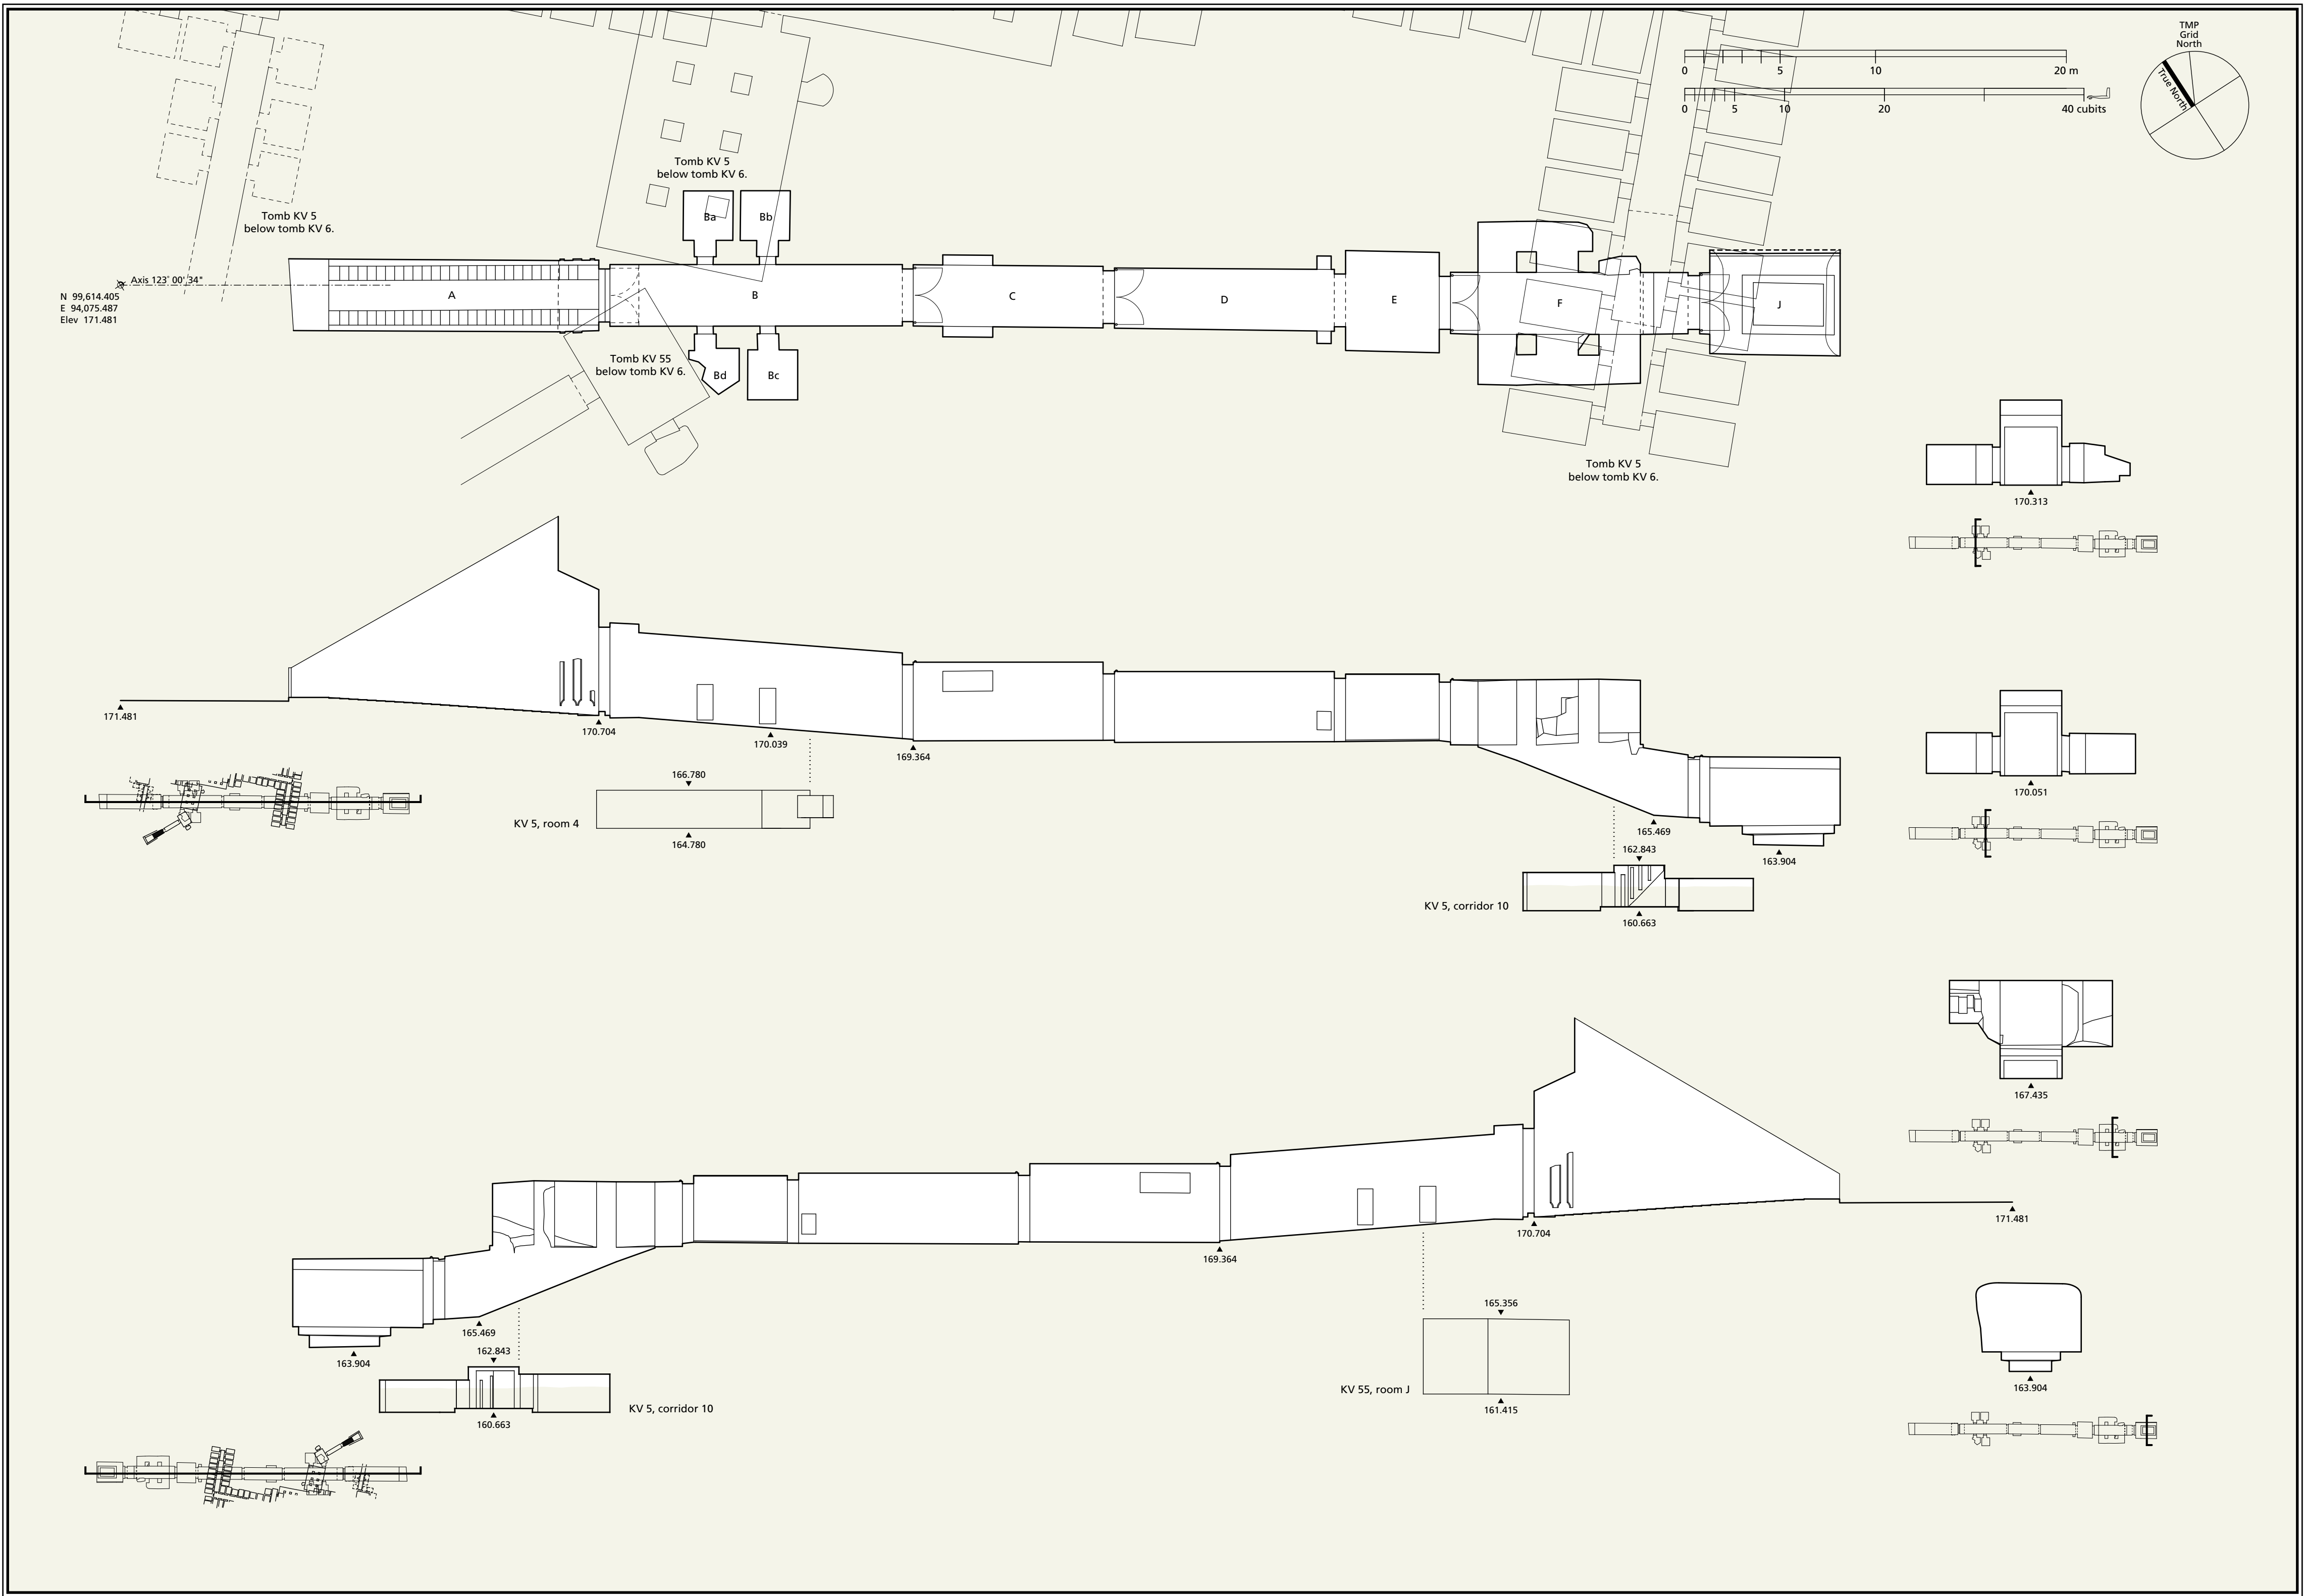 TMP
Grid
North
True North
0 5 10 20 m
0 5 10 20 40 cubits
Tomb KV 5
below tomb KV 6.
Tomb KV 5
below tomb KV 6.
Ba
Bb
Axis 123° 00' 34"
N 99,614.405
E 94,075.487
Elev 171.481
A
B
C
D
E
F
J
Tomb KV 55
below tomb KV 6.
Bd
Bc
Tomb KV 5
below tomb KV 6.
170.313
171.481
170.704
170.039
169.364
166.780
KV 5, room 4
164.780
165.469
163.904
162.843
KV 5, corridor 10
160.663
170.051
167.435
171.481
170.704
169.364
165.469
163.904
162.843
KV 5, corridor 10
160.663
165.356
KV 55, room J
161.415
163.904